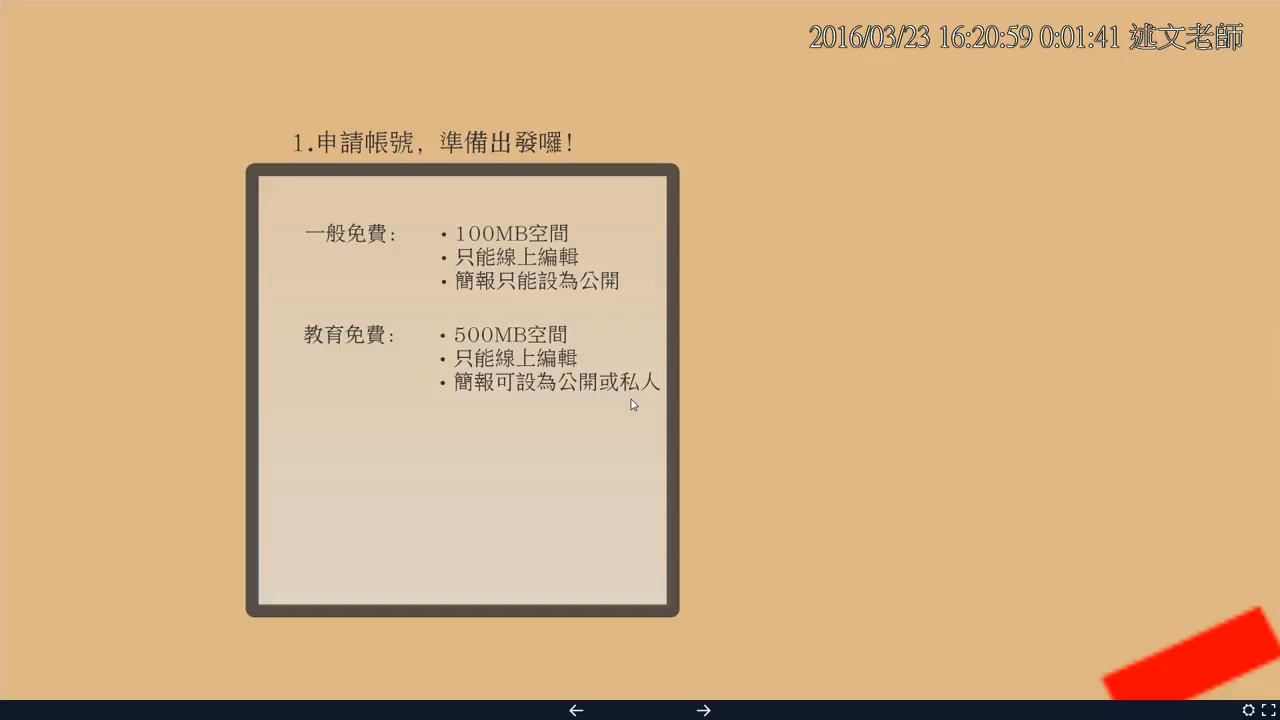 2016/03/23 16:20:59 0:01:41 述文老師
1.申請帳號，準備出發囉！
一般免費：
• 100MB空間
• 只能線上編輯
• 簡報只能設為公開
教育免費：
• 500MB空間
• 只能線上編輯
• 簡報可設為公開或私人